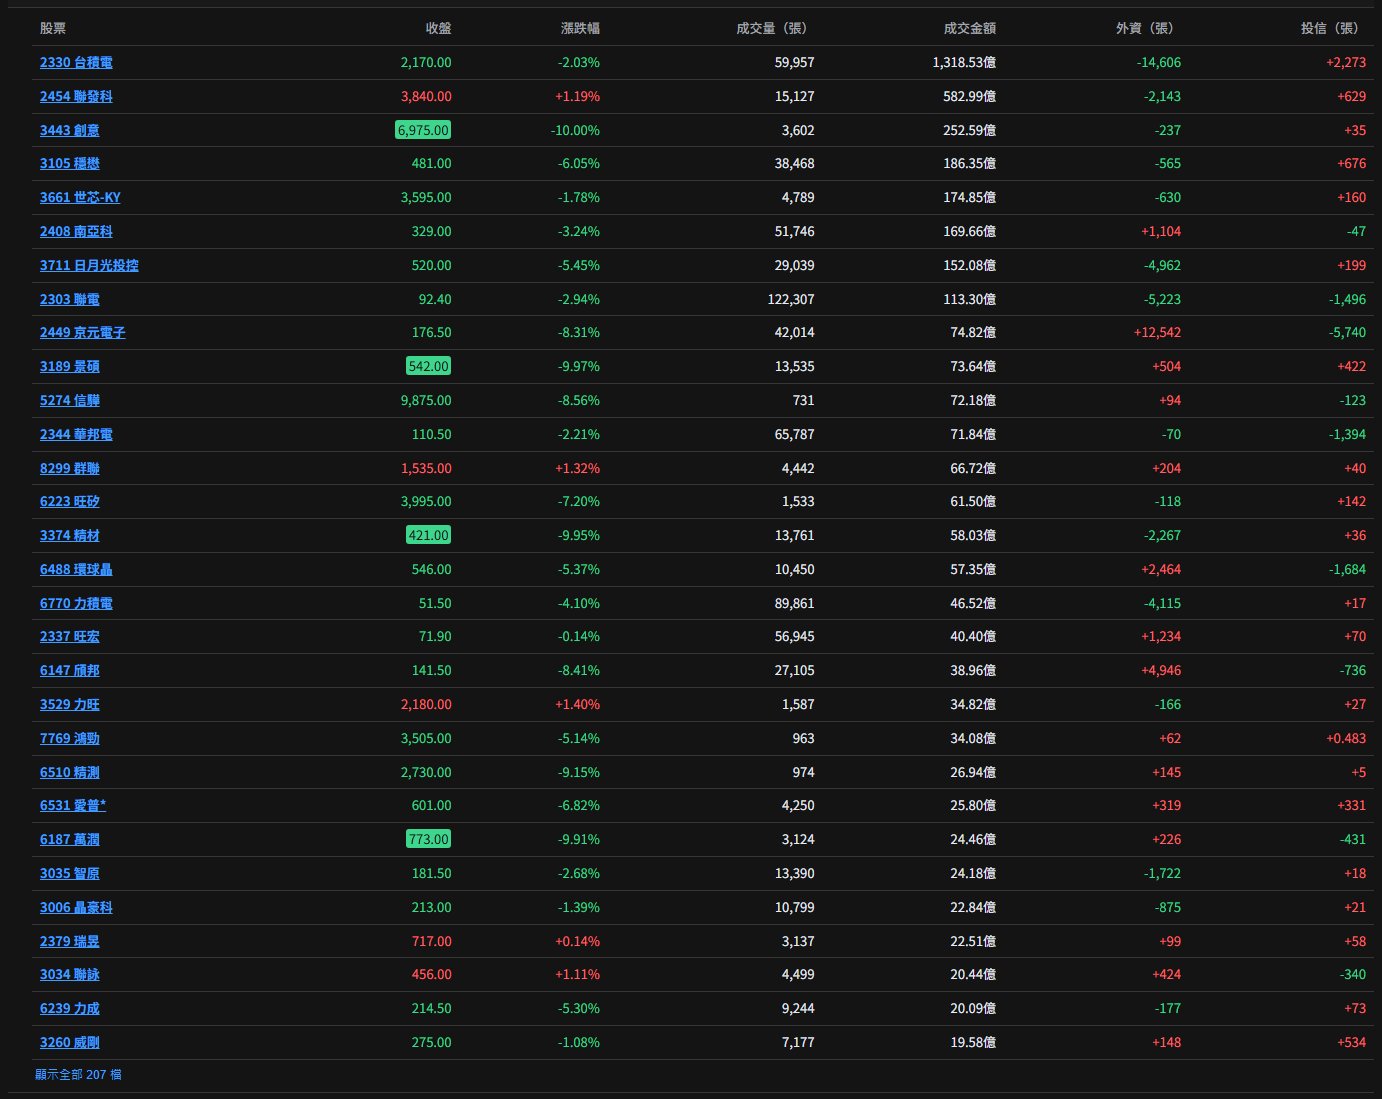 股票 收盤 漲跌幅 成交量（張） 成交金額 外資（張） 投信（張）
2330 台積電 2,170.00 -2.03% 59,957 1,318.53億 -14,606 +2,273
2454 聯發科 3,840.00 +1.19% 15,127 582.99億 -2,143 +629
3443 創意 6,975.00 -10.00% 3,602 252.59億 -237 +35
3105 穩懋 481.00 -6.05% 38,468 186.35億 -565 +676
3661 世芯-KY 3,595.00 -1.78% 4,789 174.85億 -630 +160
2408 南亞科 329.00 -3.24% 51,746 169.66億 +1,104 -47
3711 日月光投控 520.00 -5.45% 29,039 152.08億 -4,962 +199
2303 聯電 92.40 -2.94% 122,307 113.30億 -5,223 -1,496
2449 京元電子 176.50 -8.31% 42,014 74.82億 +12,542 -5,740
3189 景碩 542.00 -9.97% 13,535 73.64億 +504 +422
5274 信驊 9,875.00 -8.56% 731 72.18億 +94 -123
2344 華邦電 110.50 -2.21% 65,787 71.84億 -70 -1,394
8299 群聯 1,535.00 +1.32% 4,442 66.72億 +204 +40
6223 旺矽 3,995.00 -7.20% 1,533 61.50億 -118 +142
3374 精材 421.00 -9.95% 13,761 58.03億 -2,267 +36
6488 環球晶 546.00 -5.37% 10,450 57.35億 +2,464 -1,684
6770 力積電 51.50 -4.10% 89,861 46.52億 -4,115 +17
2337 旺宏 71.90 -0.14% 56,945 40.40億 +1,234 +70
6147 頎邦 141.50 -8.41% 27,105 38.96億 +4,946 -736
3529 力旺 2,180.00 +1.40% 1,587 34.82億 -166 +27
7769 鴻勁 3,505.00 -5.14% 963 34.08億 +62 +0.483
6510 精測 2,730.00 -9.15% 974 26.94億 +145 +5
6531 愛普* 601.00 -6.82% 4,250 25.80億 +319 +331
6187 萬潤 773.00 -9.91% 3,124 24.46億 +226 -431
3035 智原 181.50 -2.68% 13,390 24.18億 -1,722 +18
3006 晶豪科 213.00 -1.39% 10,799 22.84億 -875 +21
2379 瑞昱 717.00 +0.14% 3,137 22.51億 +99 +58
3034 聯詠 456.00 +1.11% 4,499 20.44億 +424 -340
6239 力成 214.50 -5.30% 9,244 20.09億 -177 +73
3260 威剛 275.00 -1.08% 7,177 19.58億 +148 +534
顯示全部 207 檔